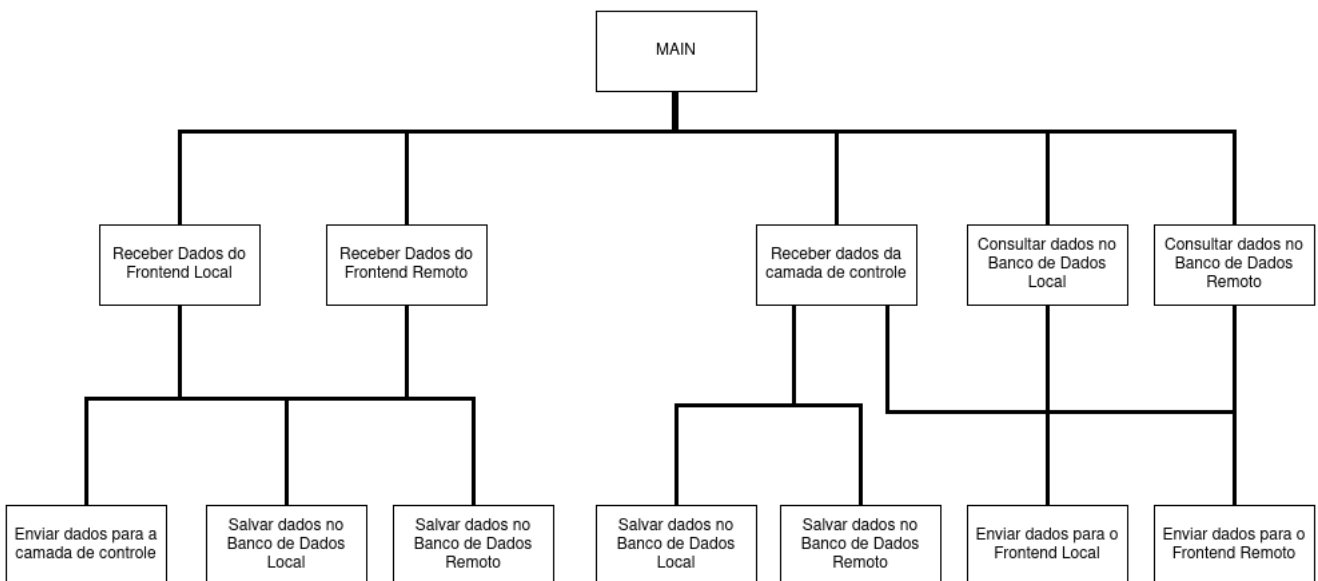 MAIN
Receber Dados do
Frontend Local
Receber Dados do
Frontend Remoto
Receber dados da
camada de controle
Consultar dados no
Banco de Dados
Local
Consultar dados no
Banco de Dados
Remoto
Enviar dados para a
camada de controle
Salvar dados no
Banco de Dados
Local
Salvar dados no
Banco de Dados
Remoto
Salvar dados no
Banco de Dados
Local
Salvar dados no
Banco de Dados
Remoto
Enviar dados para o
Frontend Local
Enviar dados para o
Frontend Remoto